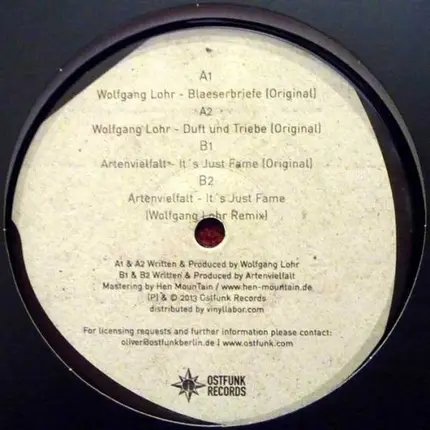 A1
Wolfgang Lohr - Blaeserbriefe (Original)
A2
Wolfgang Lohr - Duft und Triebe (Original)
B1
Artenvielfalt - It´s Just Fame (Original)
B2
Artenvielfalt - It´s Just Fame
(Wolfgang Lohr Remix)
A1 & A2 Written & Produced by Wolfgang Lohr
B1 & B2 Written & Produced by Artenvielfalt
Mastering by Hen MounTain / www.hen-mountain.de
(P) & © 2013 Ostfunk Records
distributed by vinyllabor.com
For licensing requests and further information please contact:
oliver@ostfunkberlin.de | www.ostfunk.com
OSTFUNK
RECORDS